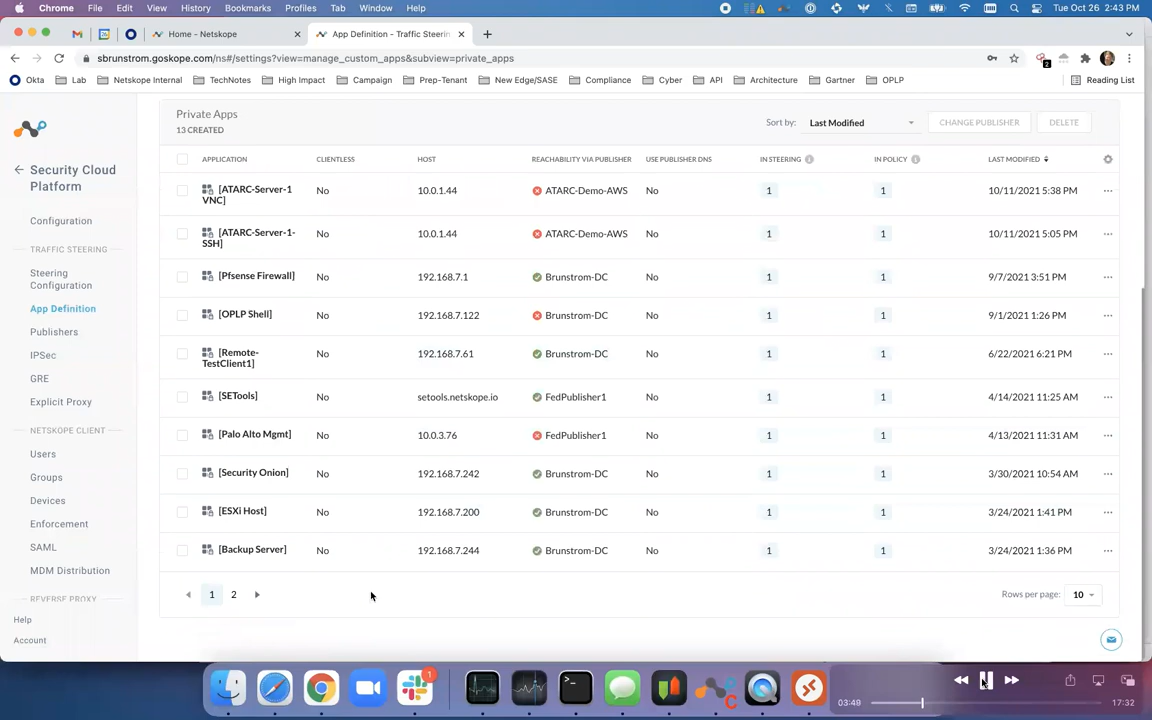 Chrome File Edit View History Bookmarks Profiles Tab Window Help Tue Oct 26 2:43 PM
Home - Netskope App Definition - Traffic Steerin
sbrunstrom.goskope.com/ns#/settings?view=manage_custom_apps&subview=private_apps 2
Okta Lab Netskope Internal TechNotes High Impact Campaign Prep-Tenant New Edge/SASE Compliance Cyber API Architecture Gartner OPLP Reading List
Security Cloud
Platform
Configuration
TRAFFIC STEERING
Steering
Configuration
App Definition
Publishers
IPSec
GRE
Explicit Proxy
NETSKOPE CLIENT
Users
Groups
Devices
Enforcement
SAML
MDM Distribution
REVERSE PROXY
Help
Account
Private Apps
13 CREATED
Sort by: Last Modified CHANGE PUBLISHER DELETE
APPLICATION CLIENTLESS HOST REACHABILITY VIA PUBLISHER USE PUBLISHER DNS IN STEERING IN POLICY LAST MODIFIED
[ATARC-Server-1 No 10.0.1.44 ATARC-Demo-AWS No 1 1 10/11/2021 5:38 PM
VNC]
[ATARC-Server-1- No 10.0.1.44 ATARC-Demo-AWS No 1 1 10/11/2021 5:05 PM
SSH]
[Pfsense Firewall] No 192.168.7.1 Brunstrom-DC No 1 1 9/7/2021 3:51 PM
[OPLP Shell] No 192.168.7.122 Brunstrom-DC No 1 1 9/1/2021 1:26 PM
[Remote- No 192.168.7.61 Brunstrom-DC No 1 1 6/22/2021 6:21 PM
TestClient1]
[SETools] No setools.netskope.io FedPublisher1 No 1 1 4/14/2021 11:25 AM
[Palo Alto Mgmt] No 10.0.3.76 FedPublisher1 No 1 1 4/13/2021 11:31 AM
[Security Onion] No 192.168.7.242 Brunstrom-DC No 1 1 3/30/2021 10:54 AM
[ESXi Host] No 192.168.7.200 Brunstrom-DC No 1 1 3/24/2021 1:41 PM
[Backup Server] No 192.168.7.244 Brunstrom-DC No 1 1 3/24/2021 1:36 PM
1 2 Rows per page: 10
1
P
C
03:49 17:32